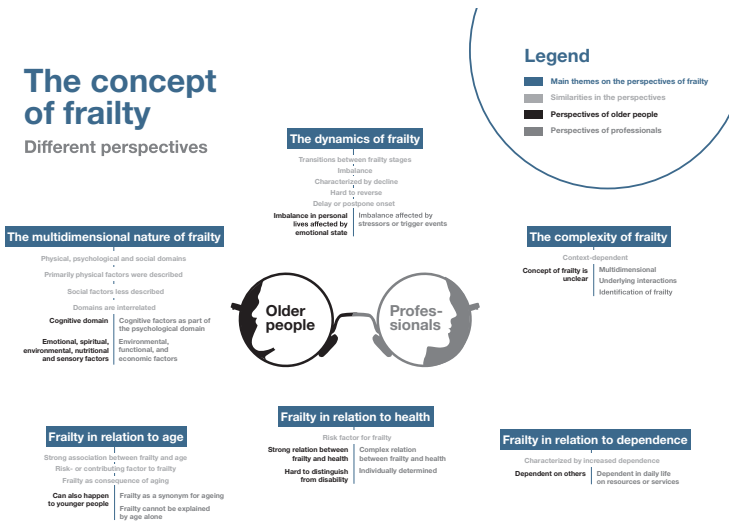 The concept
of frailty
Different perspectives
Legend
Main themes on the perspectives of frailty
Similarities in the perspectives
Perspectives of older people
Perspectives of professionals
The dynamics of frailty
Transitions between frailty stages
Imbalance
Characterized by decline
Hard to reverse
Delay or postpone onset
Imbalance in personal
lives affected by
emotional state
Imbalance affected by
stressors or trigger events
The multidimensional nature of frailty
Physical, psychological and social domains
Primarily physical factors were described
Social factors less described
Domains are interrelated
Cognitive domain
Cognitive factors as part of
the psychological domain
Emotional, spiritual,
environmental, nutritional
and sensory factors
Environmental,
functional, and
economic factors
The complexity of frailty
Context-dependent
Concept of frailty is
unclear
Multidimensional
Underlying interactions
Identification of frailty
Older
people
Profes-
sionals
Frailty in relation to age
Strong association between frailty and age
Risk- or contributing factor to frailty
Frailty as consequence of aging
Can also happen
to younger people
Frailty as a synonym for ageing
Frailty cannot be explained
by age alone
Frailty in relation to health
Risk factor for frailty
Strong relation between
frailty and health
Hard to distinguish
from disability
Complex relation
between frailty and health
Individually determined
Frailty in relation to dependence
Characterized by increased dependence
Dependent on others
Dependent in daily life
on resources or services